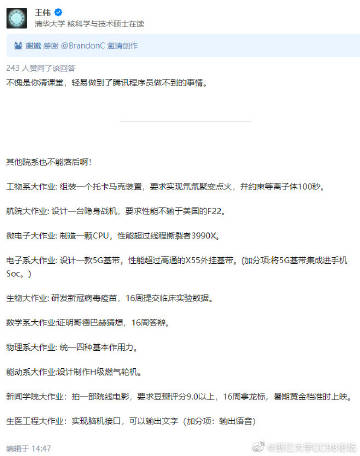 王伟
清华大学 核科学与技术硕士在读
感谢 @BrandonC 邀请创作
243 人赞同了该回答
不愧是你清课堂，轻易做到了腾讯程序员做不到的事情。
其他院系也不能落后啊！
工物系大作业：组装一个托卡马克装置，要求实现氘氚聚变点火，并约束等离子体100秒。
航院大作业：设计一台隐身战机，要求性能不输于美国的F22。
微电子大作业：制造一颗CPU，性能超过线程撕裂者3990X。
电子系大作业：设计一款5G基带，性能超过高通的X55外挂基带。(加分项:将5G基带集成进手机
Soc。)
生物大作业：研发新冠病毒疫苗，16周提交临床实验数据。
数学系大作业:证明哥德巴赫猜想，16周答辩。
物理系大作业：统一四种基本作用力。
能动系大作业:设计制作H级燃气轮机。
新闻学院大作业：拍一部院线电影，要求豆瓣评分9.0以上，16周拿龙标，暑期黄金档准时上映。
生医工程大作业：实现脑机接口，可以输出文字（加分项：输出语音）
编辑于 14:47